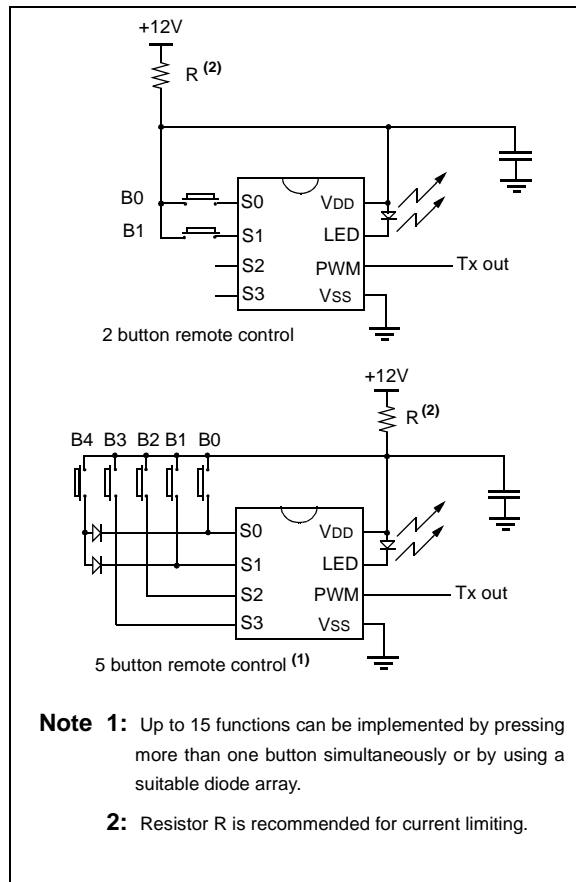 +12V
R (2)
B0
B1
S0
S1
S2
S3
VDD
LED
PWM
VSS
Tx out
2 button remote control
+12V
R (2)
B4 B3 B2 B1 B0
S0
S1
S2
S3
VDD
LED
PWM
VSS
Tx out
5 button remote control (1)
Note 1: Up to 15 functions can be implemented by pressing
more than one button simultaneously or by using a
suitable diode array.
2: Resistor R is recommended for current limiting.